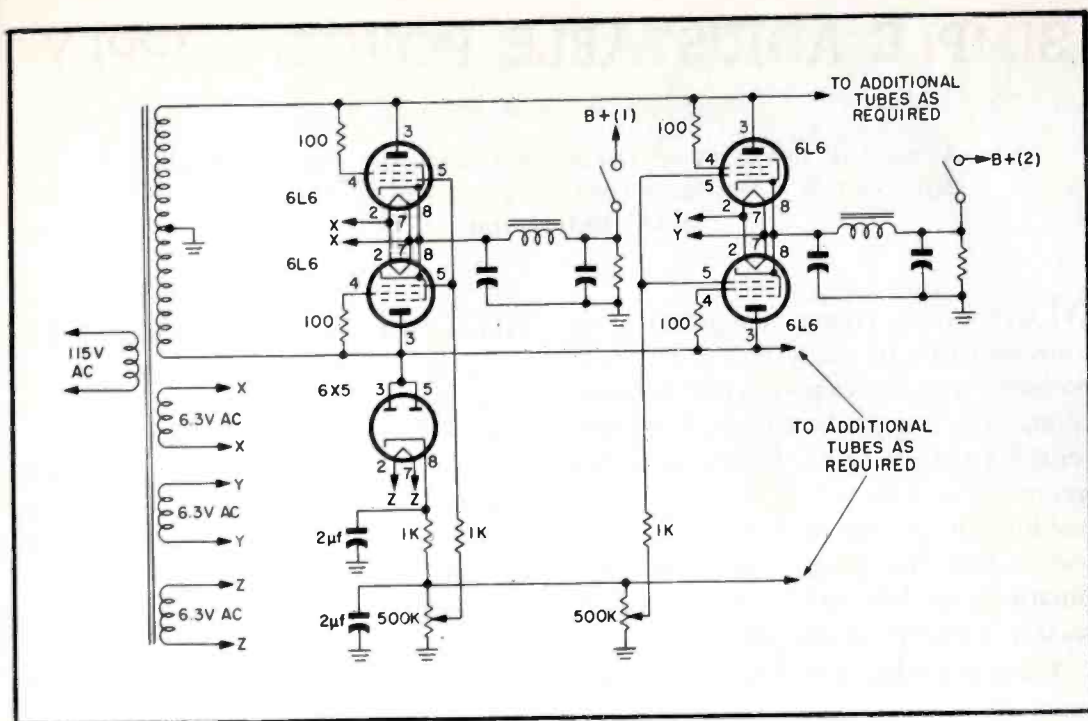 TO ADDITIONAL
TUBES AS
REQUIRED
B+(1)
3
100
4
5
6L6
2
7
8
X
X
6L6
2
7
8
4
5
100
3
3
100
4
5
6L6
2
7
8
Y
Y
B+(2)
2
7
8
5
4
100
6L6
3
115V
AC
6X5
3
5
2
7
8
Z
Z
X
6.3V AC
X
Y
6.3V AC
Y
Z
6.3V AC
Z
TO ADDITIONAL
TUBES AS
REQUIRED
2µf
1K
1K
1K
2µf
500K
500K